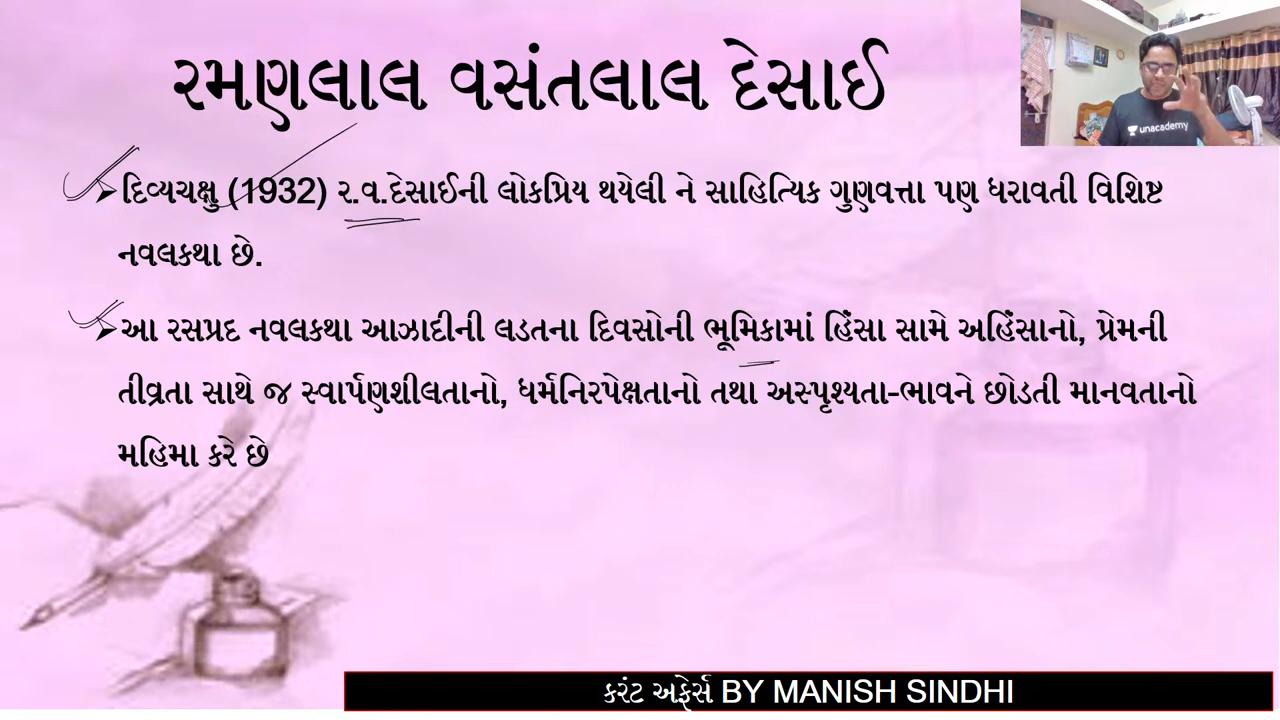 રમણલાલ વસંતલાલ દેસાઈ
unacademy
➢દિવ્યચક્ષુ (1932) ર.વ.દેસાઈની લોકપ્રિય થયેલી ને સાહિત્યિક ગુણવત્તા પણ ધરાવતી વિશિષ્ટ
નવલકથા છે.
➢આ રસપ્રદ નવલકથા આઝાદીની લડતના દિવસોની ભૂમિકામાં હિંસા સામે અહિંસાનો, પ્રેમની
તીવ્રતા સાથે જ સ્વાર્પણશીલતાનો, ધર્મનિરપેક્ષતાનો તથા અસ્પૃશ્યતા-ભાવને છોડતી માનવતાનો
મહિમા કરે છે
કરંટ અફેર્સ BY MANISH SINDHI